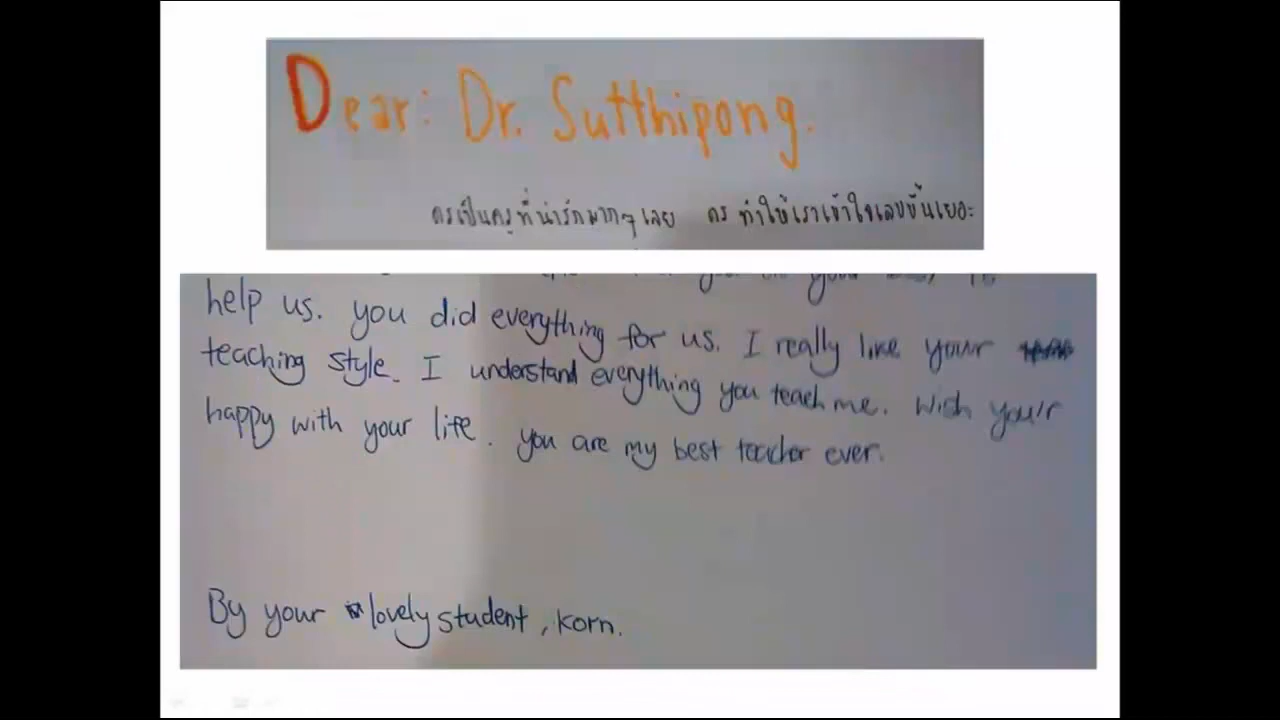 Dear: Dr. Sutthipong.
ดรเป็นครูที่น่ารักมากๆเลย ดร ทำให้เราเข้าใจเลขขึ้นเยอะ
help us. you did everything for us. I really like your
teaching style. I understand everything you teach me. Wish you'r
happy with your life. you are my best teacher ever.
By your lovely student, korn.